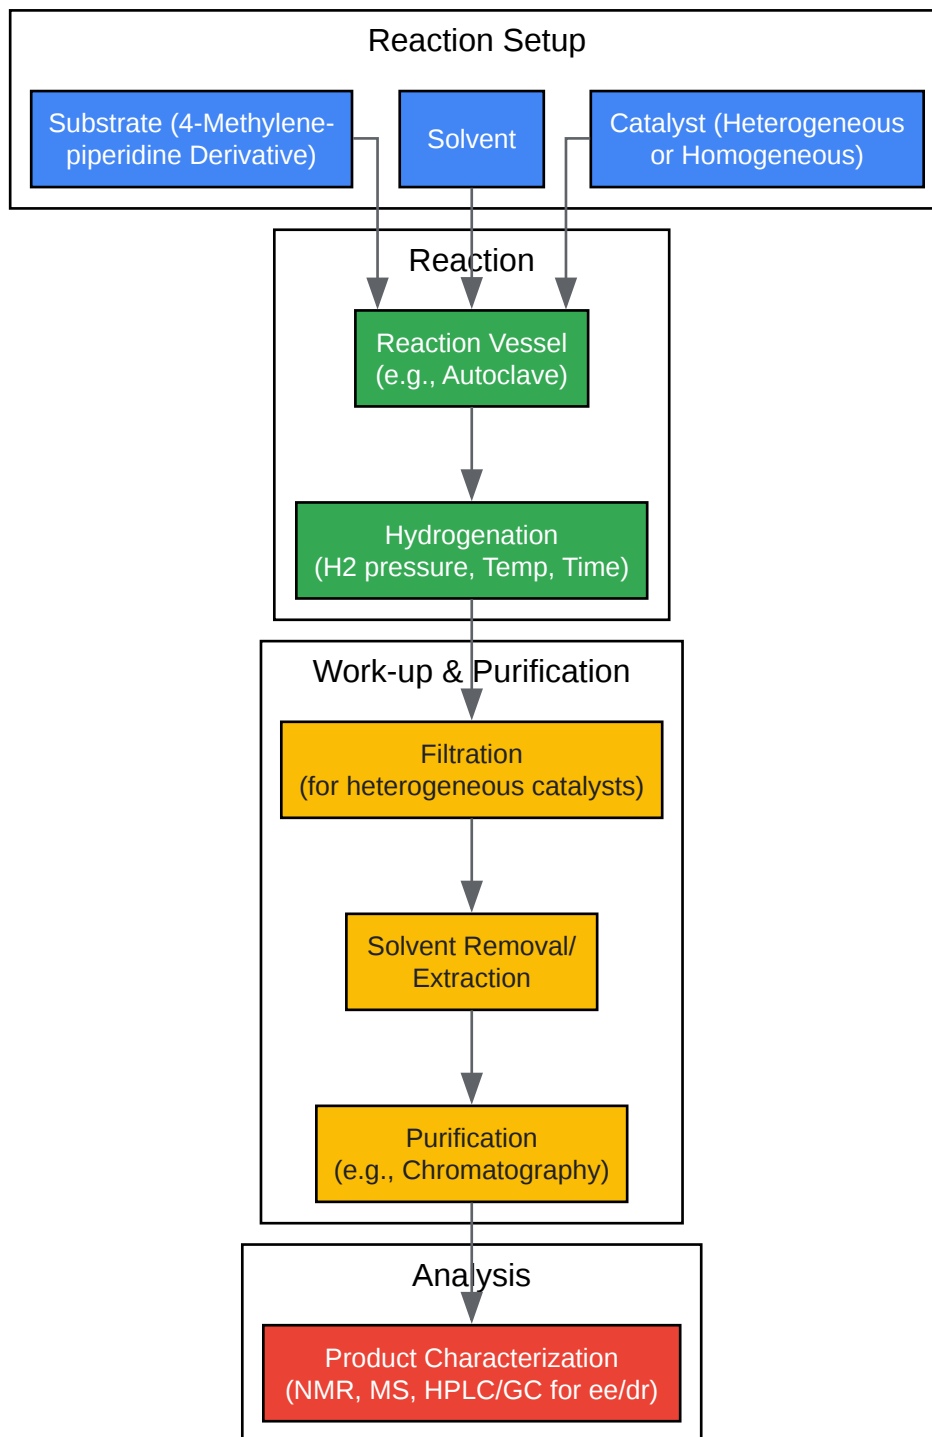 Reaction Setup
Substrate (4-Methylene-
piperidine Derivative)
Solvent
Catalyst (Heterogeneous
or Homogeneous)
Reaction
Reaction Vessel
(e.g., Autoclave)
Hydrogenation
(H2 pressure, Temp, Time)
Work-up & Purification
Filtration
(for heterogeneous catalysts)
Solvent Removal/
Extraction
Purification
(e.g., Chromatography)
Analysis
Product Characterization
(NMR, MS, HPLC/GC for ee/dr)